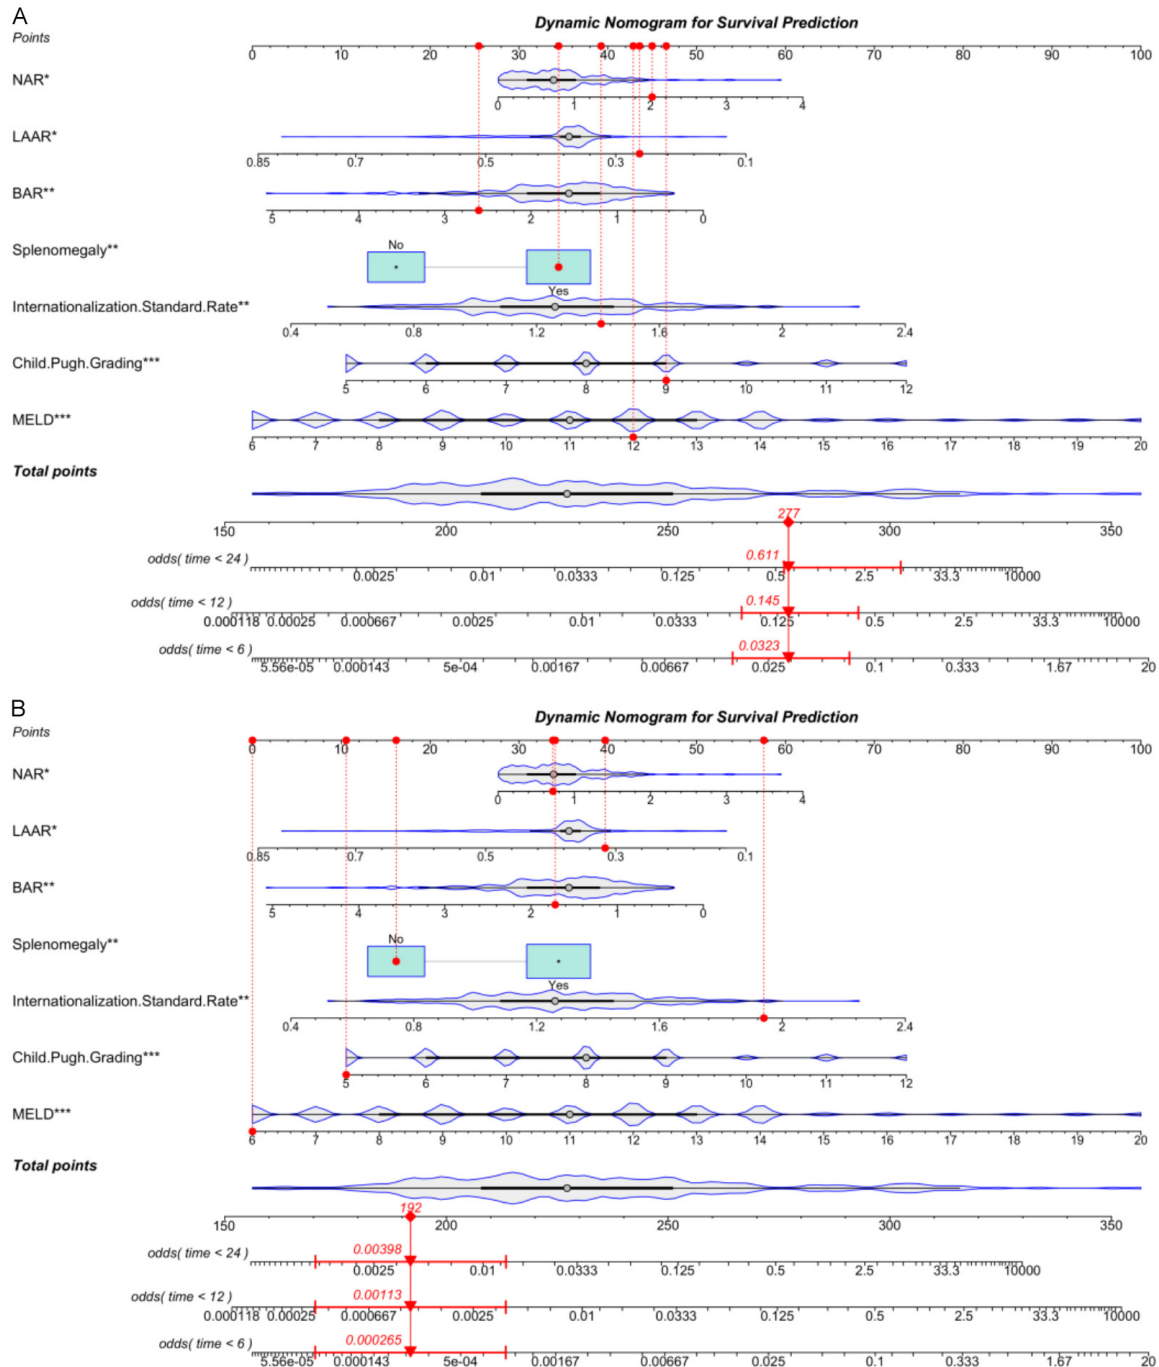 A
Dynamic Nomogram for Survival Prediction
Points
0 10 20 30 40 50 60 70 80 90 100
NAR*
0 1 2 3 4
LAAR*
0.85 0.7 0.5 0.3 0.1
BAR**
5 4 3 2 1 0
Splenomegaly**
No
Yes
Internationalization.Standard.Rate**
0.4 0.8 1.2 1.6 2 2.4
Child.Pugh.Grading***
5 6 7 8 9 10 11 12
MELD***
6 7 8 9 10 11 12 13 14 15 16 17 18 19 20
Total points
277
150 200 250 300 350
odds( time < 24 )
0.611
0.0025 0.01 0.0333 0.125 0.5 2.5 33.3 10000
odds( time < 12 )
0.145
0.000118 0.00025 0.000667 0.0025 0.01 0.0333 0.125 0.5 2.5 33.3 10000
odds( time < 6 )
0.0323
5.56e-05 0.000143 5e-04 0.00167 0.00667 0.025 0.1 0.333 1.67 20
B
Dynamic Nomogram for Survival Prediction
Points
0 10 20 30 40 50 60 70 80 90 100
NAR*
0 1 2 3 4
LAAR*
0.85 0.7 0.5 0.3 0.1
BAR**
5 4 3 2 1 0
Splenomegaly**
No
Yes
Internationalization.Standard.Rate**
0.4 0.8 1.2 1.6 2 2.4
Child.Pugh.Grading***
5 6 7 8 9 10 11 12
MELD***
6 7 8 9 10 11 12 13 14 15 16 17 18 19 20
Total points
192
150 200 250 300 350
odds( time < 24 )
0.00398
0.0025 0.01 0.0333 0.125 0.5 2.5 33.3 10000
odds( time < 12 )
0.00113
0.000118 0.00025 0.000667 0.0025 0.01 0.0333 0.125 0.5 2.5 33.3 10000
odds( time < 6 )
0.000265
5.56e-05 0.000143 5e-04 0.00167 0.00667 0.025 0.1 0.333 1.67 20